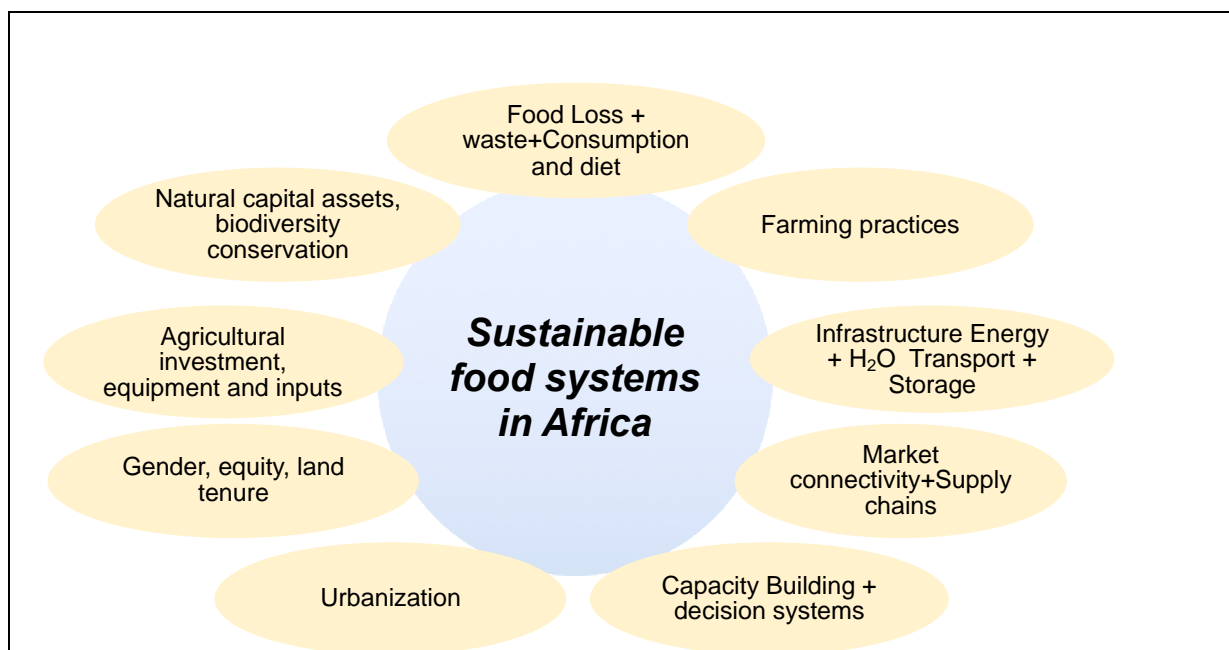 Food Loss +
waste+Consumption
and diet
Natural capital assets,
biodiversity
conservation
Farming practices
Sustainable
food systems
in Africa
Agricultural
investment,
equipment and inputs
Infrastructure Energy
+ H₂O  Transport +
Storage
Gender, equity, land
tenure
Market
connectivity+Supply
chains
Urbanization
Capacity Building +
decision systems